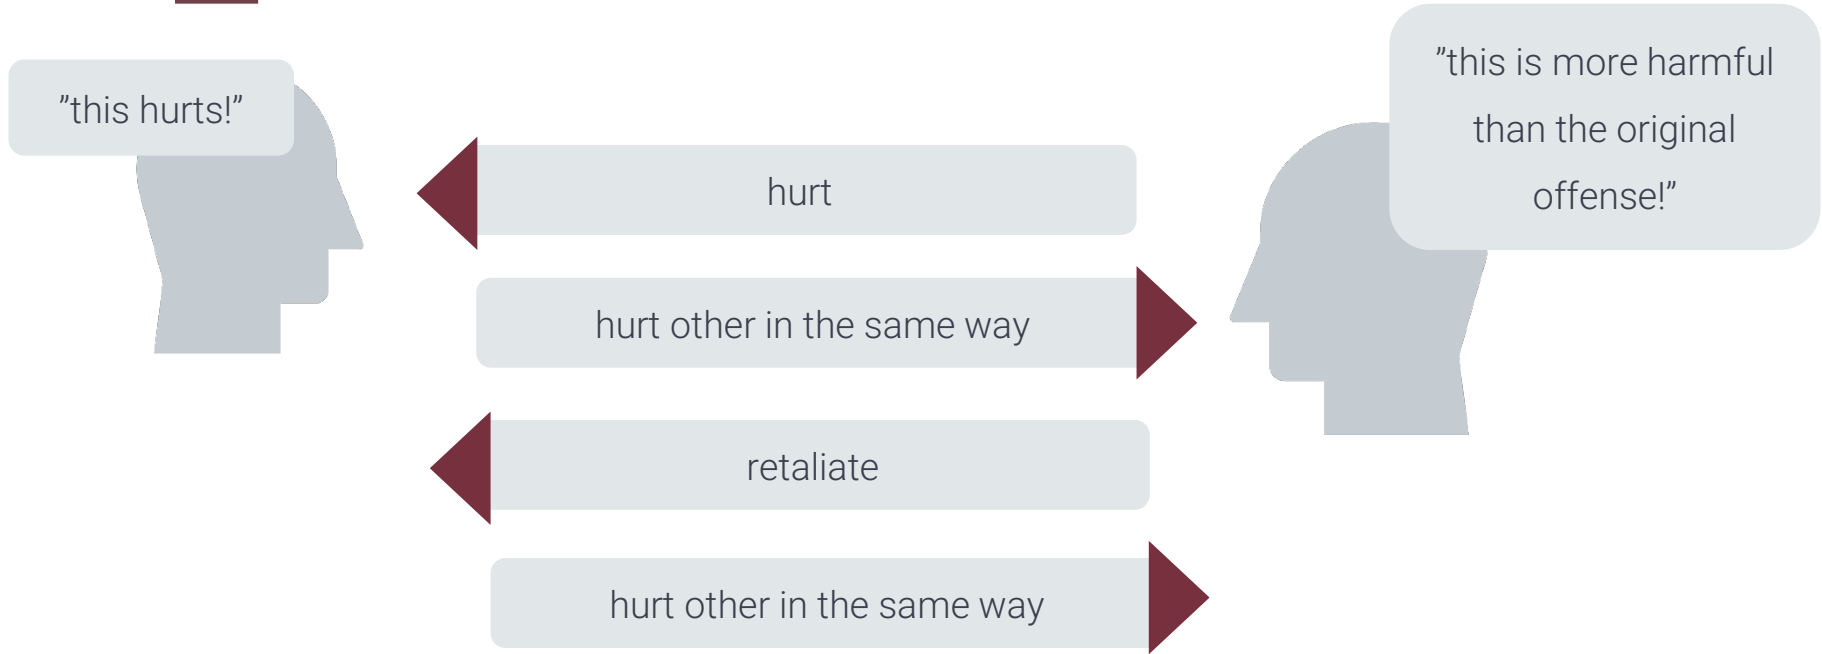 ”this hurts!”
”this is more harmful
than the original
offense!”
hurt
hurt other in the same way
retaliate
hurt other in the same way